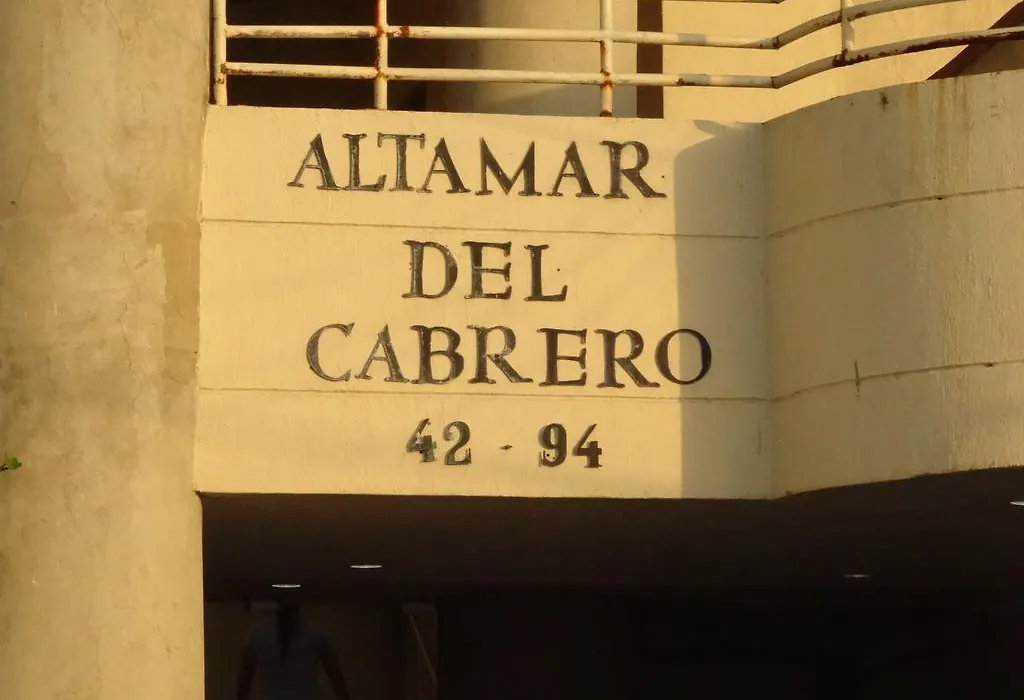 ALTAMAR
DEL
CABRERO
42 - 94